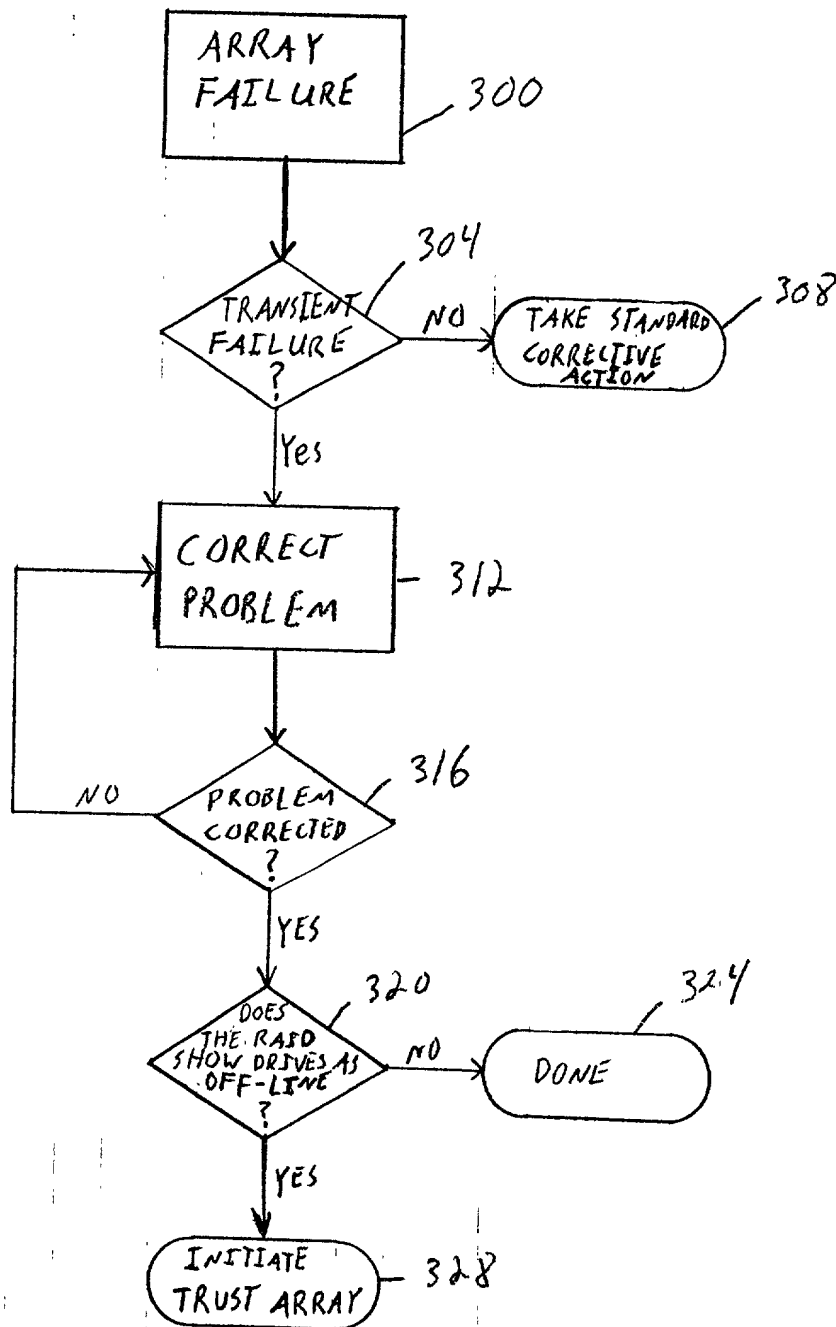 ARRAY
FAILURE
300
304
TRANSIENT
FAILURE
?
NO
TAKE STANDARD
CORRECTIVE
ACTION
308
Yes
CORRECT
PROBLEM
312
316
PROBLEM
CORRECTED
?
NO
YES
320
DOES
THE RAID
SHOW DRIVES AS
OFF-LINE
?
NO
DONE
324
YES
INITIATE
TRUST ARRAY
328